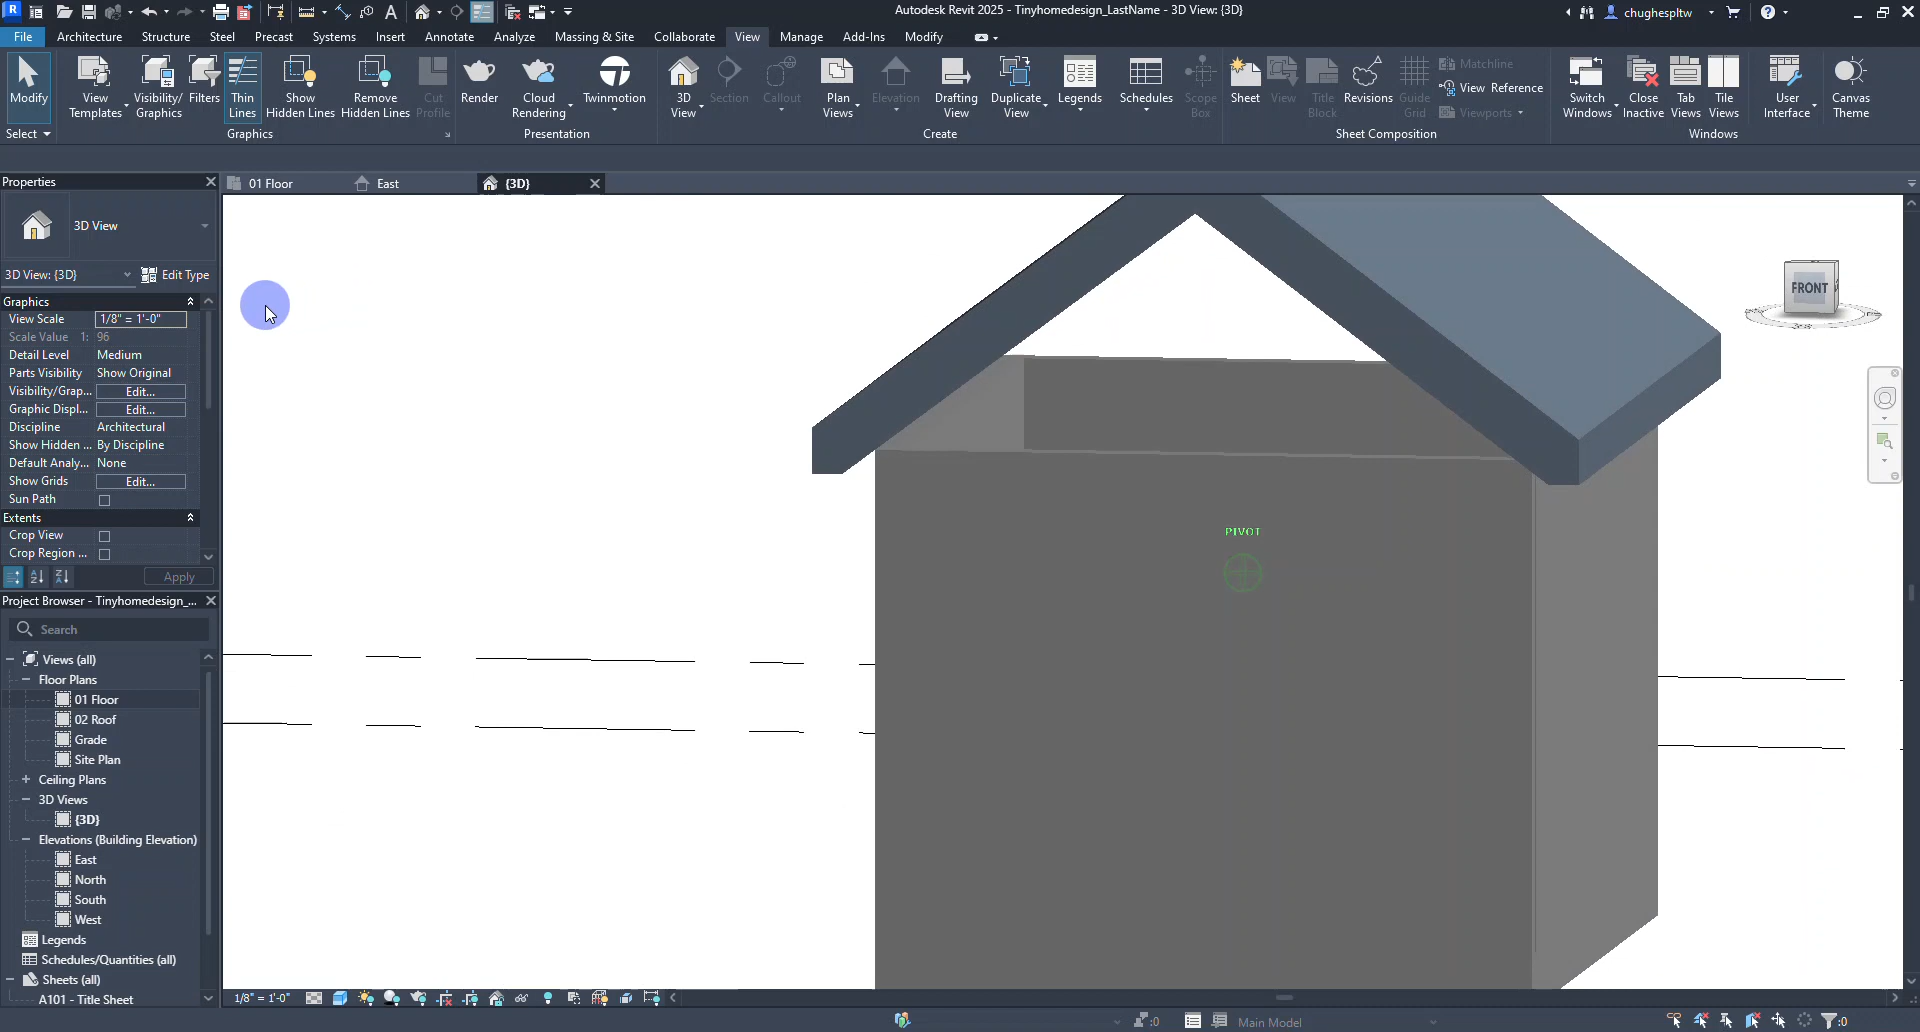 Autodesk Revit 2025 - Tinyhomedesign_LastName - 3D View: {3D}
chughespltw
File Architecture Structure Steel Precast Systems Insert Annotate Analyze Massing & Site Collaborate View Manage Add-Ins Modify
Modify
View Templates
Visibility/ Graphics
Filters
Thin Lines
Show Hidden Lines
Remove Hidden Lines
Cut Profile
Render
Cloud Rendering
Twinmotion
3D View
Section
Callout
Plan Views
Elevation
Drafting View
Duplicate View
Legends
Schedules
Scope Box
Sheet
View
Title Block
Revisions
Guide Grid
Matchline
View Reference
Viewports
Switch Windows
Close Inactive
Tab Views
Tile Views
User Interface
Canvas Theme
Select Graphics Presentation Create Sheet Composition Windows
Properties
01 Floor East {3D}
3D View
3D View: {3D} Edit Type
Graphics
View Scale 1/8" = 1'-0"
Scale Value 1: 96
Detail Level Medium
Parts Visibility Show Original
Visibility/Grap... Edit...
Graphic Displ... Edit...
Discipline Architectural
Show Hidden ... By Discipline
Default Analy... None
Show Grids Edit...
Sun Path
Extents
Crop View
Crop Region ...
Apply
FRONT
PIVOT
Project Browser - Tinyhomedesign_...
Search
Views (all)
Floor Plans
01 Floor
02 Roof
Grade
Site Plan
Ceiling Plans
3D Views
{3D}
Elevations (Building Elevation)
East
North
South
West
Legends
Schedules/Quantities (all)
Sheets (all)
A101 - Title Sheet
1/8" = 1'-0"
:0 Main Model :0